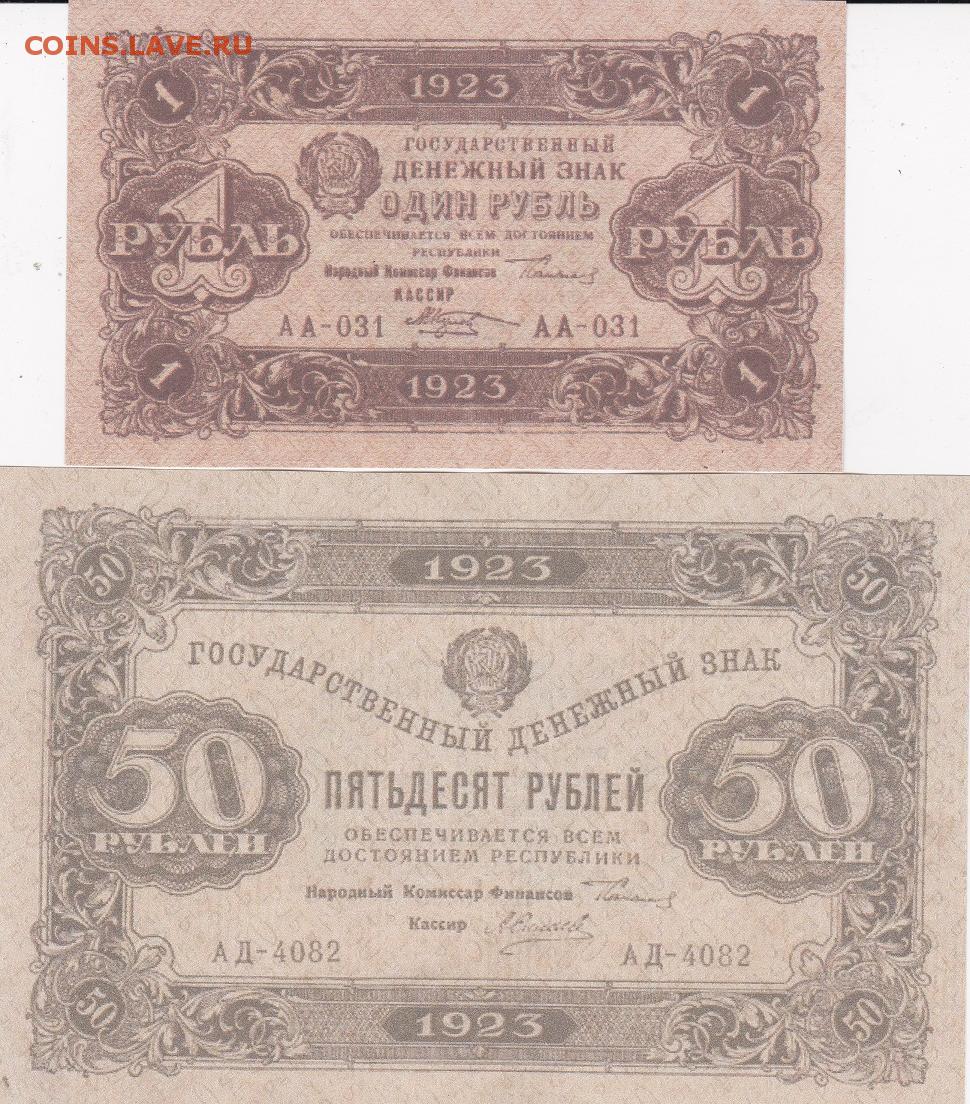 COINS.LAVE.RU
1 1923 1
ГОСУДАРСТВЕННЫЙ
ДЕНЕЖНЫЙ ЗНАК
ОДИН РУБЛЬ
1 РУБЛЬ
1 РУБЛЬ
ОБЕСПЕЧИВАЕТСЯ ВСЕМ ДОСТОЯНИЕМ
РЕСПУБЛИКИ
Народный Комиссар Финансов
КАССИР
АА-031 АА-031
1 1923 1
50 1923 50
ГОСУДАРСТВЕННЫЙ ДЕНЕЖНЫЙ ЗНАК
50 РУБЛЕЙ
50 РУБЛЕЙ
ПЯТЬДЕСЯТ РУБЛЕЙ
ОБЕСПЕЧИВАЕТСЯ ВСЕМ
ДОСТОЯНИЕМ РЕСПУБЛИКИ
Народный Комиссар Финансов
Кассир
АД-4082 АД-4082
50 1923 50